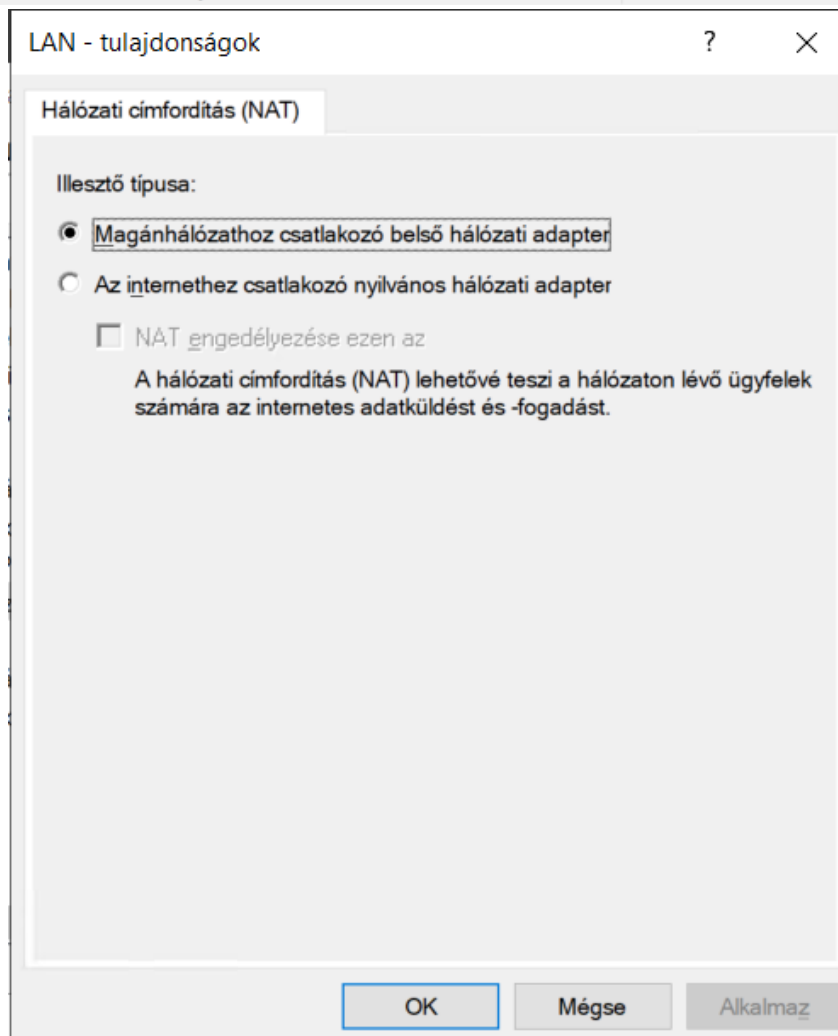 LAN - tulajdonságok
Hálózati címfordítás (NAT)
Illesztő típusa:
Magánhálózathoz csatlakozó belső hálózati adapter
Az internethez csatlakozó nyilvános hálózati adapter
NAT engedélyezése ezen az
A hálózati címfordítás (NAT) lehetővé teszi a hálózaton lévő ügyfelek
számára az internetes adatküldést és -fogadást.
OK Mégse Alkalmaz